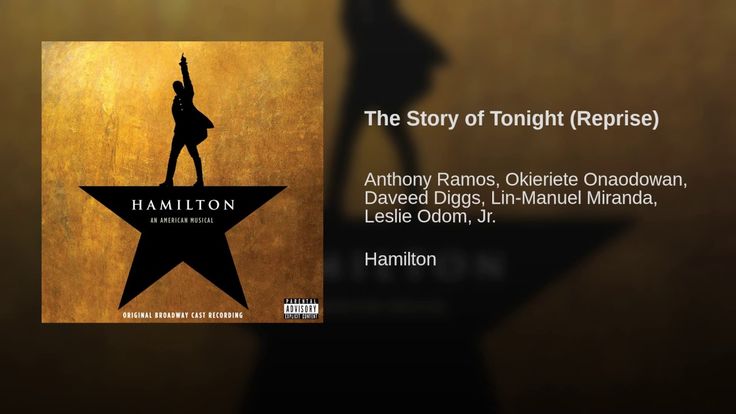 HAMILTON
AN AMERICAN MUSICAL
ORIGINAL BROADWAY CAST RECORDING
PARENTAL
ADVISORY
EXPLICIT CONTENT
The Story of Tonight (Reprise)
Anthony Ramos, Okieriete Onaodowan,
Daveed Diggs, Lin-Manuel Miranda,
Leslie Odom, Jr.
Hamilton